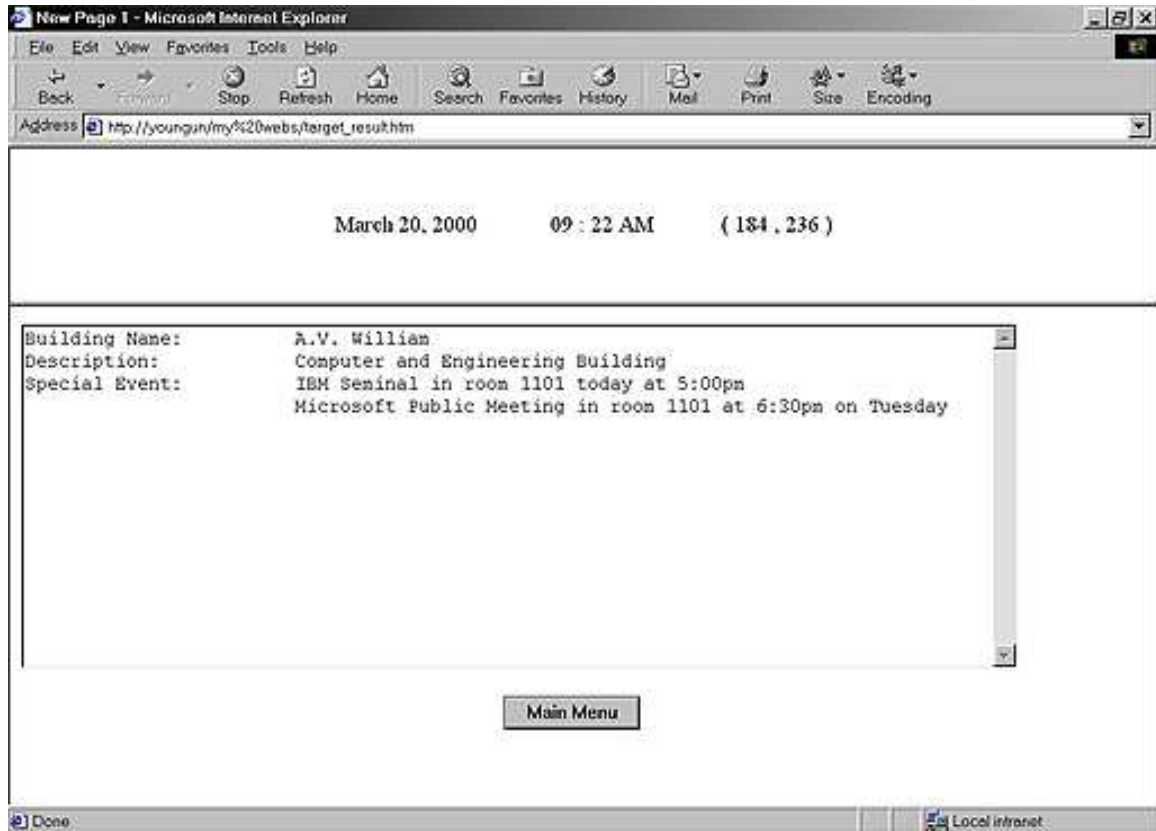 New Page 1 - Microsoft Internet Explorer
File Edit View Favorites Tools Help
Back Forward Stop Refresh Home Search Favorites History Mail Print Size Encoding
Address http://youngun/my%20webs/target_result.htm
March 20, 2000 09 : 22 AM ( 184 , 236 )
Building Name: A.V. William
Description: Computer and Engineering Building
Special Event: IBM Seminal in room 1101 today at 5:00pm
Microsoft Public Meeting in room 1101 at 6:30pm on Tuesday
Main Menu
Done Local intranet